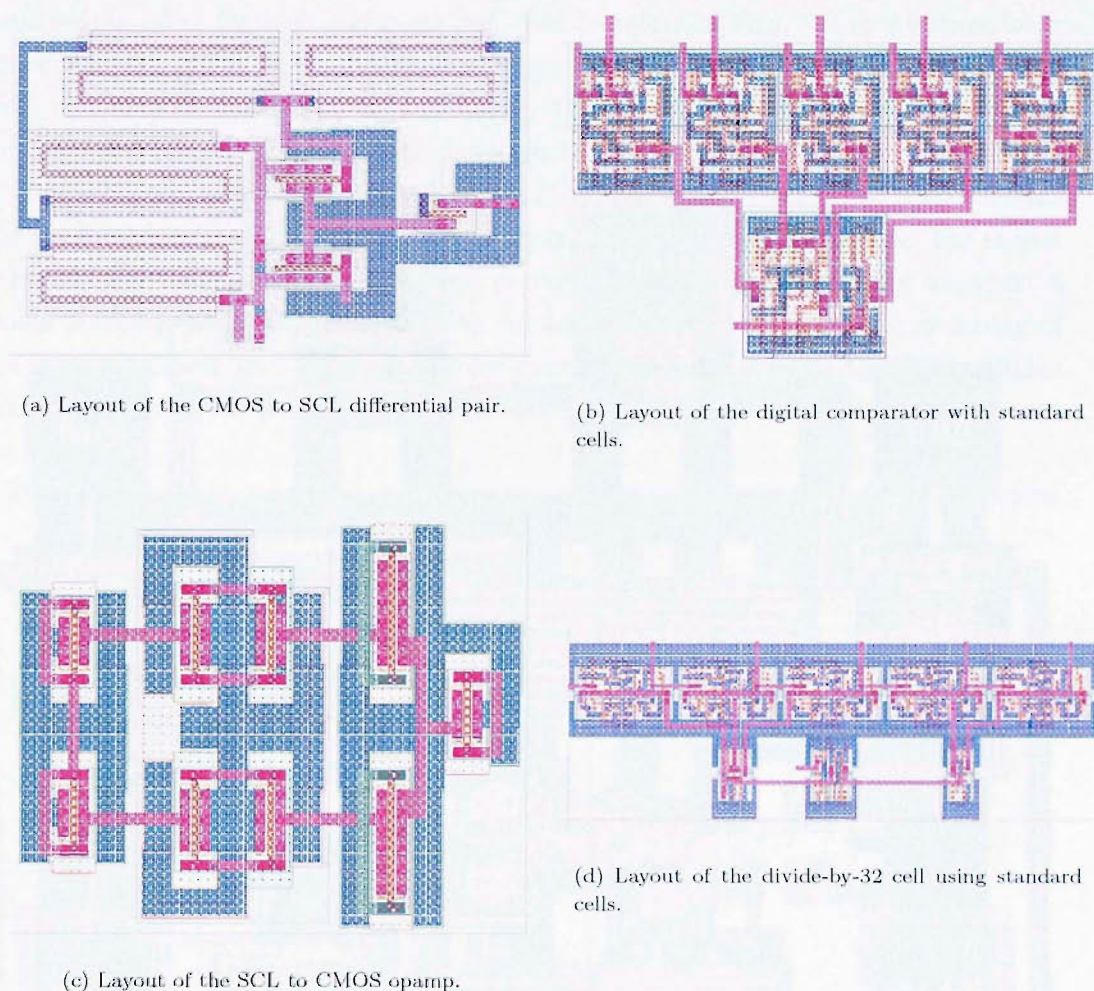 (a) Layout of the CMOS to SCL differential pair.
(b) Layout of the digital comparator with standard
cells.
(c) Layout of the SCL to CMOS opamp.
(d) Layout of the divide-by-32 cell using standard
cells.